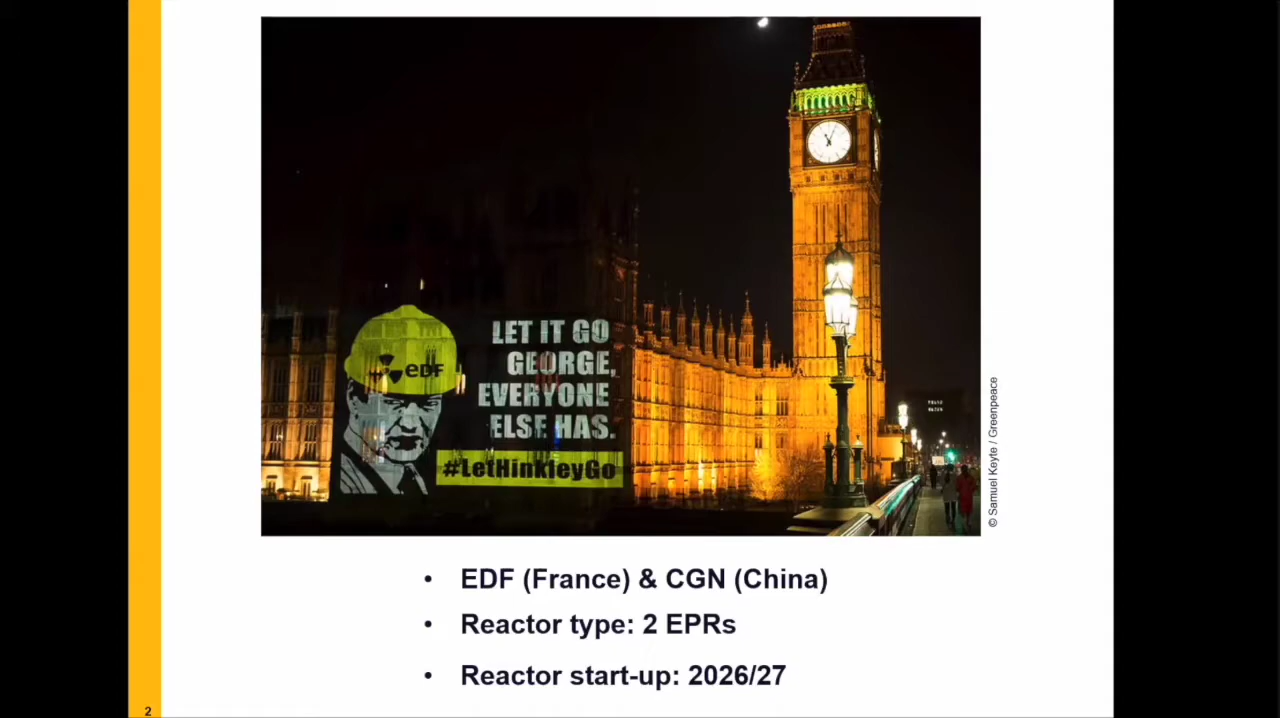 edF
LET IT GO
GEORGE,
EVERYONE
ELSE HAS.
#LetHinkleyGo
© Samuel Keyte / Greenpeace
• EDF (France) & CGN (China)
• Reactor type: 2 EPRs
• Reactor start-up: 2026/27
2